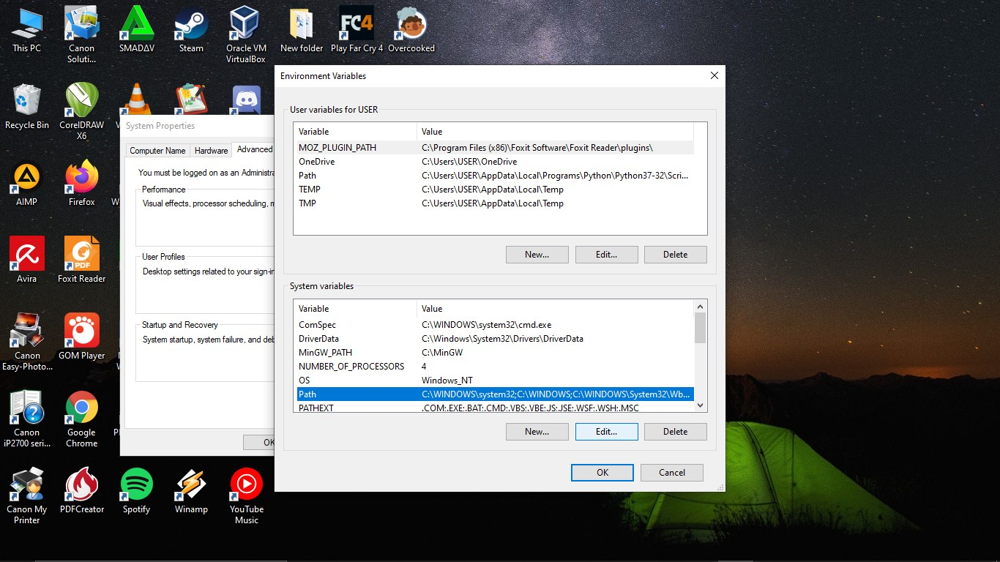 This PC
Canon
Soluti...
SMADΔV
Steam
Oracle VM
VirtualBox
New folder
FC4
Play Far Cry 4
Overcooked
Recycle Bin
CorelDRAW
X6
AIMP
Firefox
Avira
PDF
Foxit Reader
Canon
Easy-Photo...
GOM Player
Canon
iP2700 seri...
Google
Chrome
Canon My
Printer
PDFCreator
Spotify
Winamp
YouTube
Music
System Properties
Computer Name
Hardware
Advanced
You must be logged on as an Administra
Performance
Visual effects, processor scheduling, m
User Profiles
Desktop settings related to your sign-in
Startup and Recovery
System startup, system failure, and deb
OK
Environment Variables
User variables for USER
Variable Value
MOZ_PLUGIN_PATH C:\Program Files (x86)\Foxit Software\Foxit Reader\plugins\
OneDrive C:\Users\USER\OneDrive
Path C:\Users\USER\AppData\Local\Programs\Python\Python37-32\Scri...
TEMP C:\Users\USER\AppData\Local\Temp
TMP C:\Users\USER\AppData\Local\Temp
New... Edit... Delete
System variables
Variable Value
ComSpec C:\WINDOWS\system32\cmd.exe
DriverData C:\Windows\System32\Drivers\DriverData
MinGW_PATH C:\MinGW
NUMBER_OF_PROCESSORS 4
OS Windows_NT
Path C:\WINDOWS\system32;C:\WINDOWS;C:\WINDOWS\System32\Wb...
PATHEXT .COM;.EXE;.BAT;.CMD;.VBS;.VBE;.JS;.JSE;.WSF;.WSH;.MSC
New... Edit... Delete
OK Cancel